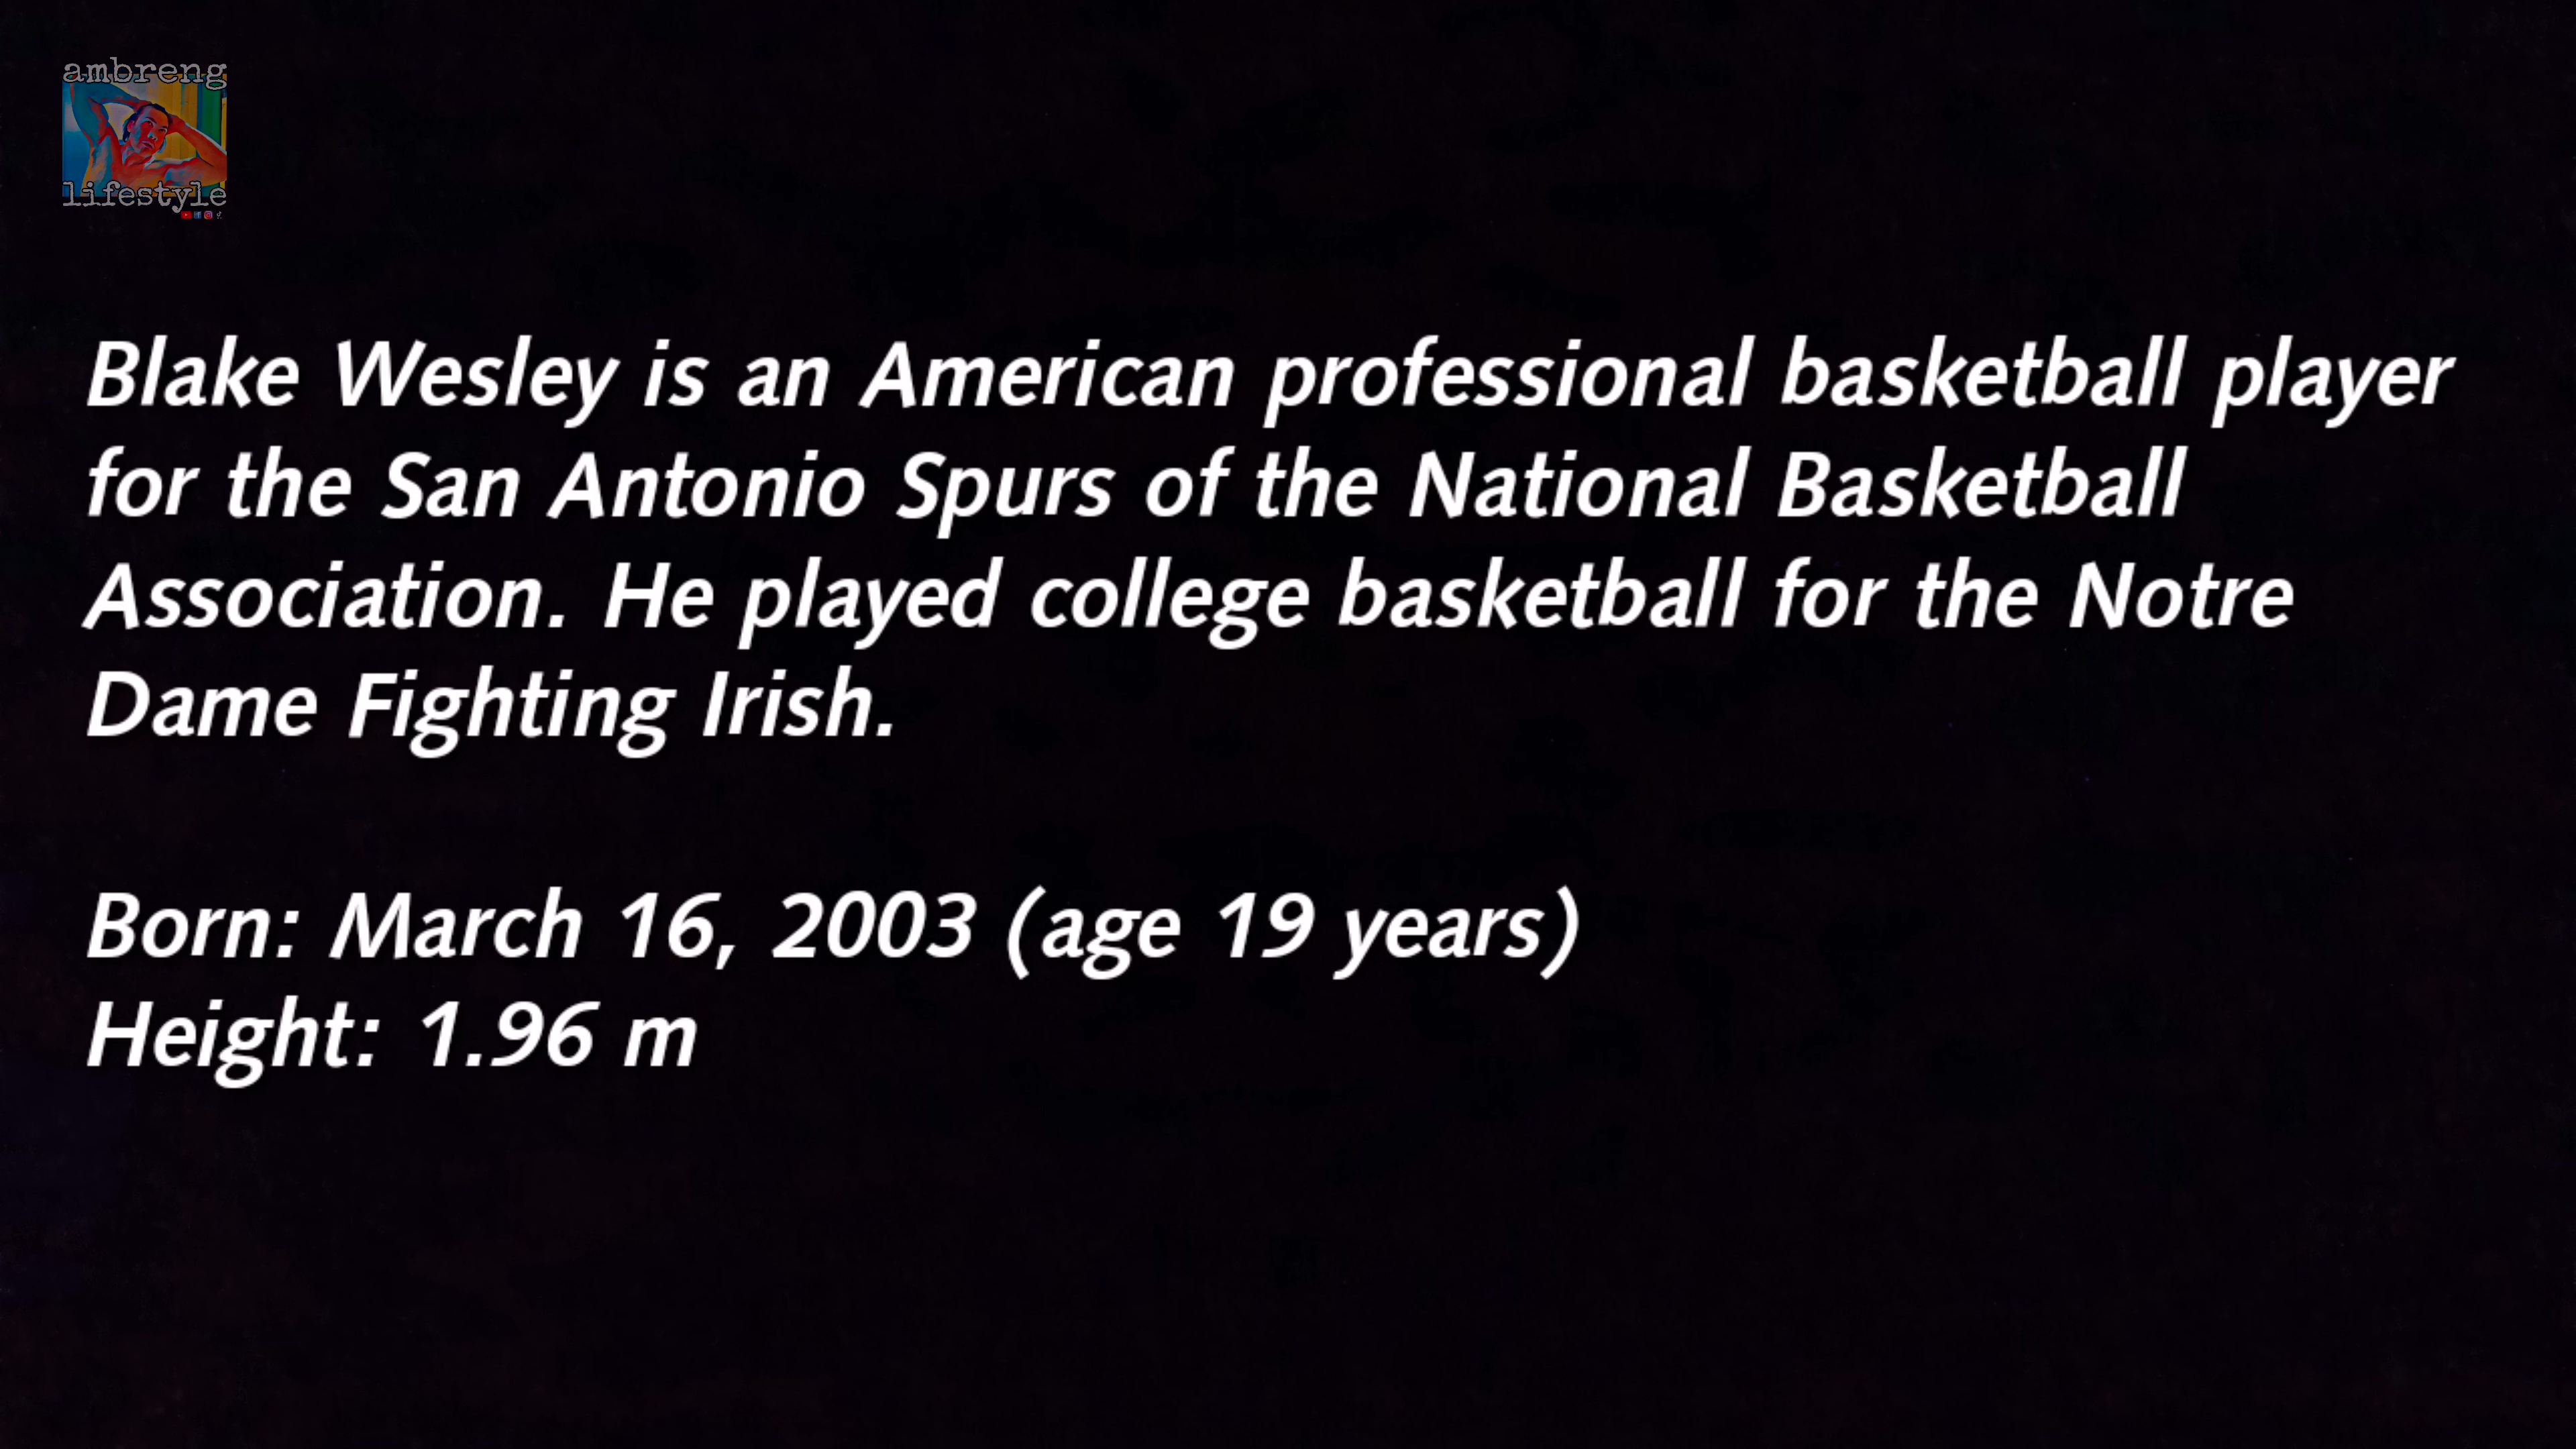 ambreng
lifestyle
Blake Wesley is an American professional basketball player
for the San Antonio Spurs of the National Basketball
Association. He played college basketball for the Notre
Dame Fighting Irish.
Born: March 16, 2003 (age 19 years)
Height: 1.96 m